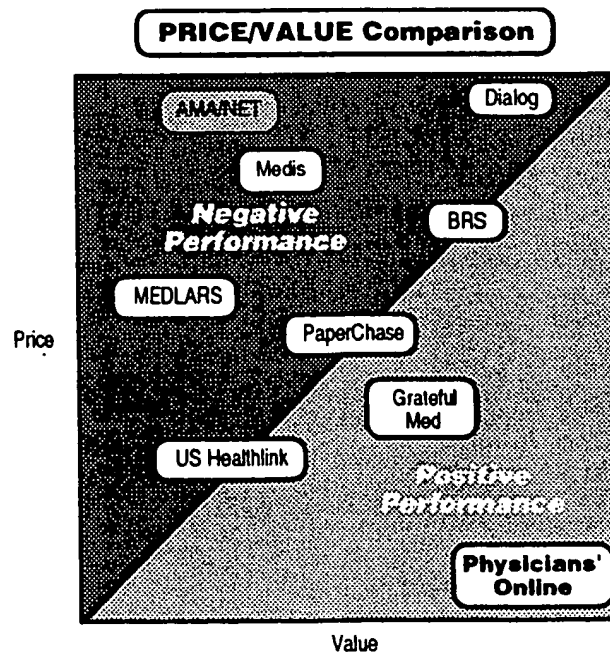 PRICE/VALUE Comparison
AMA/NET
Dialog
Medis
Negative
Performance
BRS
MEDLARS
Price
PaperChase
Grateful
Med
US Healthlink
Positive
Performance
Physicians'
Online
Value